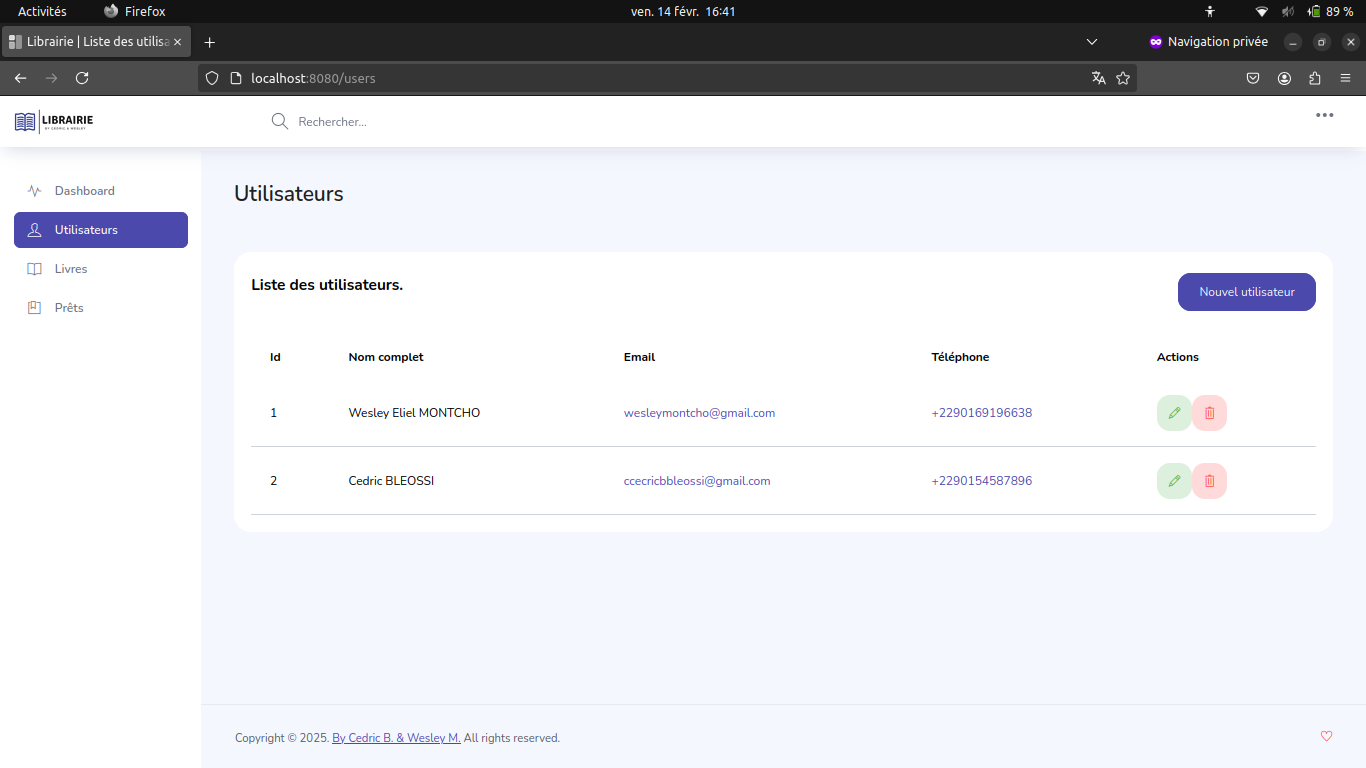 Activités Firefox ven. 14 févr. 16:41 89 %
Librairie | Liste des utilisa Navigation privée
localhost:8080/users
LIBRAIRIE Rechercher...
BY CEDRIC & WESLEY
Dashboard
Utilisateurs
Livres
Prêts
Utilisateurs
Liste des utilisateurs. Nouvel utilisateur
Id Nom complet Email Téléphone Actions
1 Wesley Eliel MONTCHO wesleymontcho@gmail.com +2290169196638
2 Cedric BLEOSSI ccecricbbleossi@gmail.com +2290154587896
Copyright © 2025. By Cedric B. & Wesley M. All rights reserved.